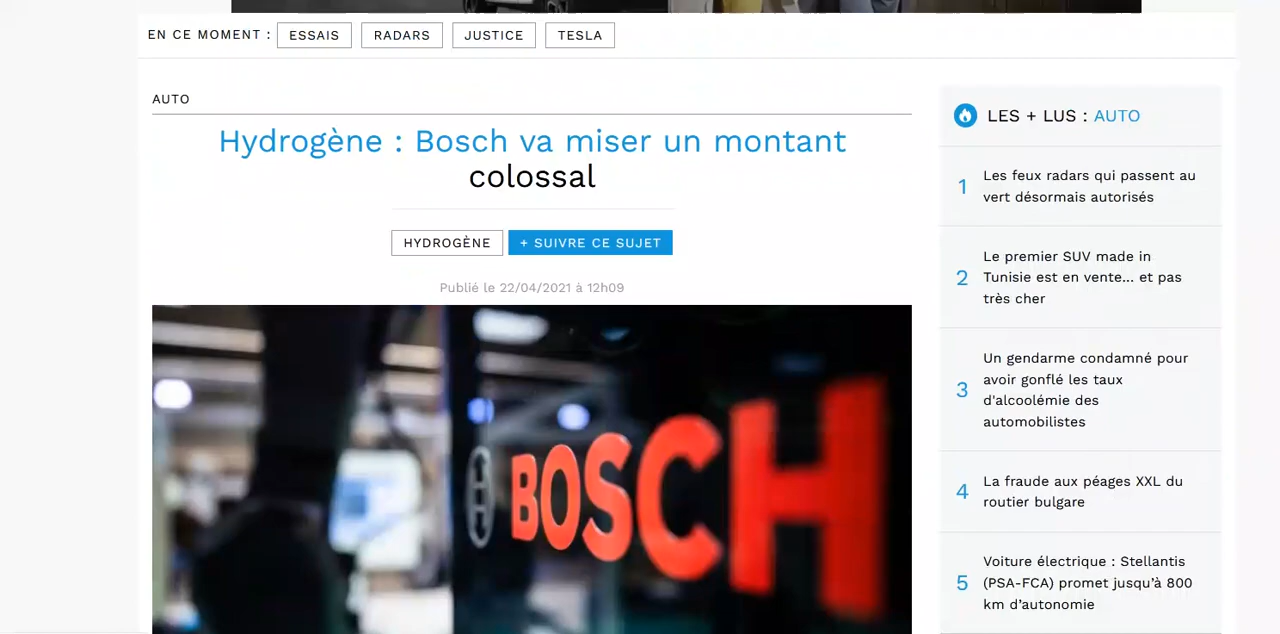 EN CE MOMENT :
ESSAIS
RADARS
JUSTICE
TESLA
AUTO
Hydrogène : Bosch va miser un montant
colossal
HYDROGÈNE
+ SUIVRE CE SUJET
Publié le 22/04/2021 à 12h09
BOSCH
LES + LUS : AUTO
1
Les feux radars qui passent au
vert désormais autorisés
2
Le premier SUV made in
Tunisie est en vente... et pas
très cher
3
Un gendarme condamné pour
avoir gonflé les taux
d'alcoolémie des
automobilistes
4
La fraude aux péages XXL du
routier bulgare
5
Voiture électrique : Stellantis
(PSA-FCA) promet jusqu’à 800
km d’autonomie